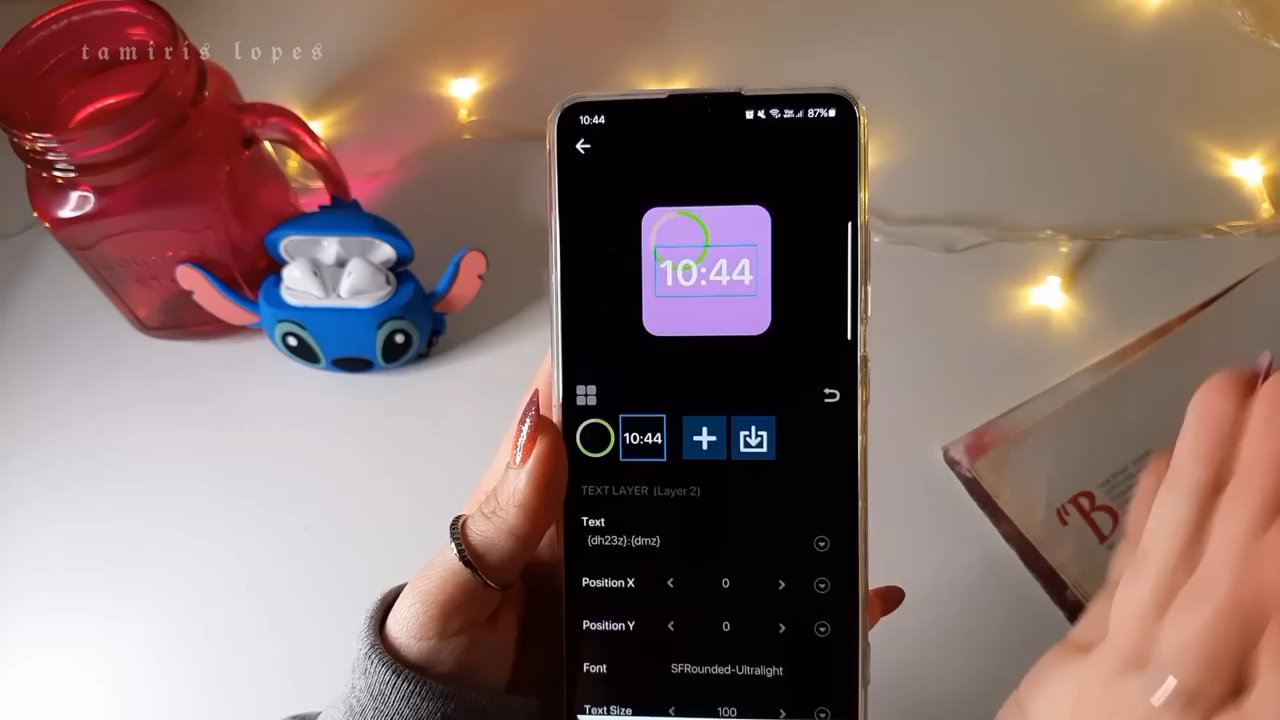 tamiris lopes
10:44
87%
10:44
10:44
TEXT LAYER (Layer 2)
Text
{dh23z}:{dmz}
Position X
0
Position Y
0
Font
SFRounded-Ultralight
Text Size
100
"B